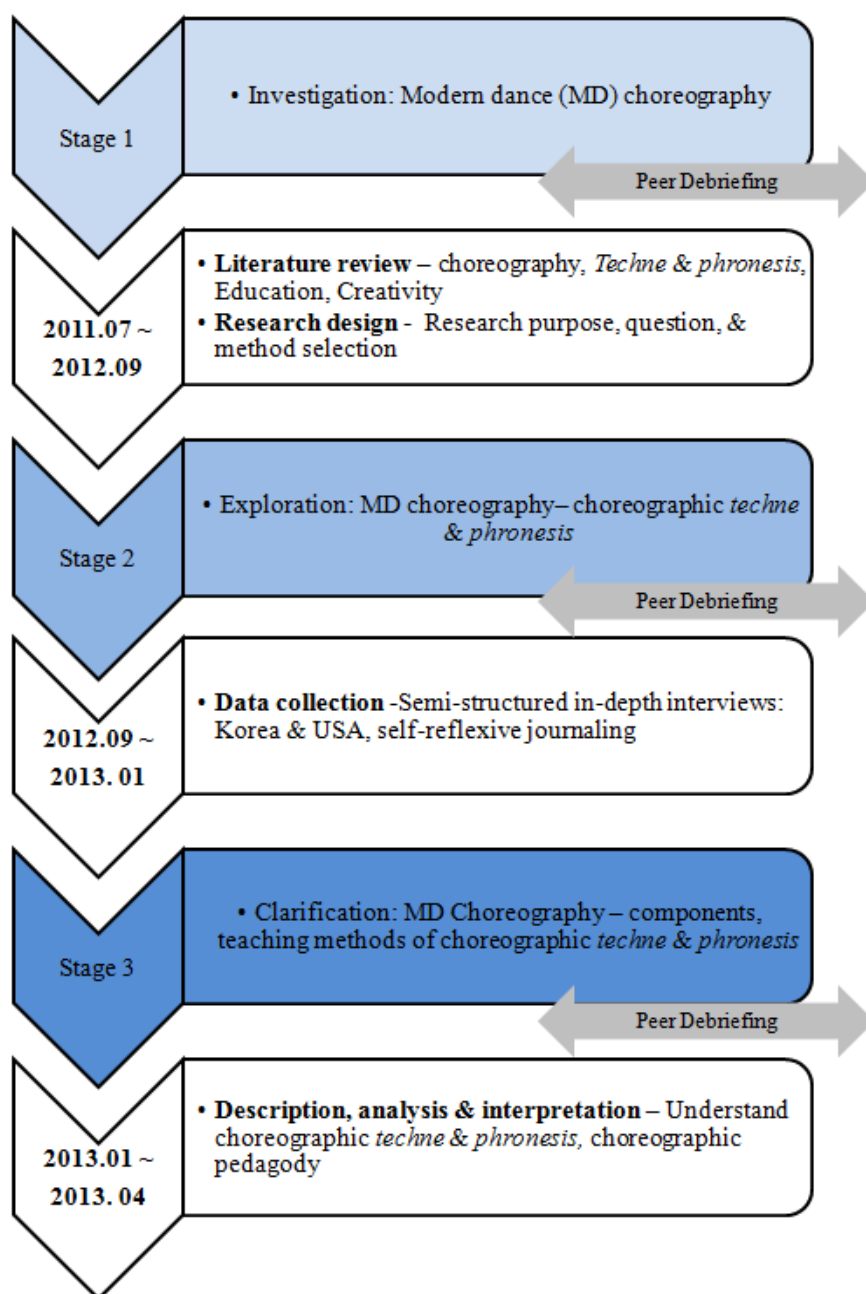 • Investigation: Modern dance (MD) choreography
Stage 1
Peer Debriefing
• Literature review – choreography, Techne & phronesis,
Education, Creativity
• Research design - Research purpose, question, &
method selection
2011.07 ~
2012.09
• Exploration: MD choreography– choreographic techne
& phronesis
Stage 2
Peer Debriefing
• Data collection -Semi-structured in-depth interviews:
Korea & USA, self-reflexive journaling
2012.09 ~
2013. 01
• Clarification: MD Choreography – components,
teaching methods of choreographic techne & phronesis
Stage 3
Peer Debriefing
• Description, analysis & interpretation – Understand
choreographic techne & phronesis, choreographic
pedagody
2013.01 ~
2013. 04